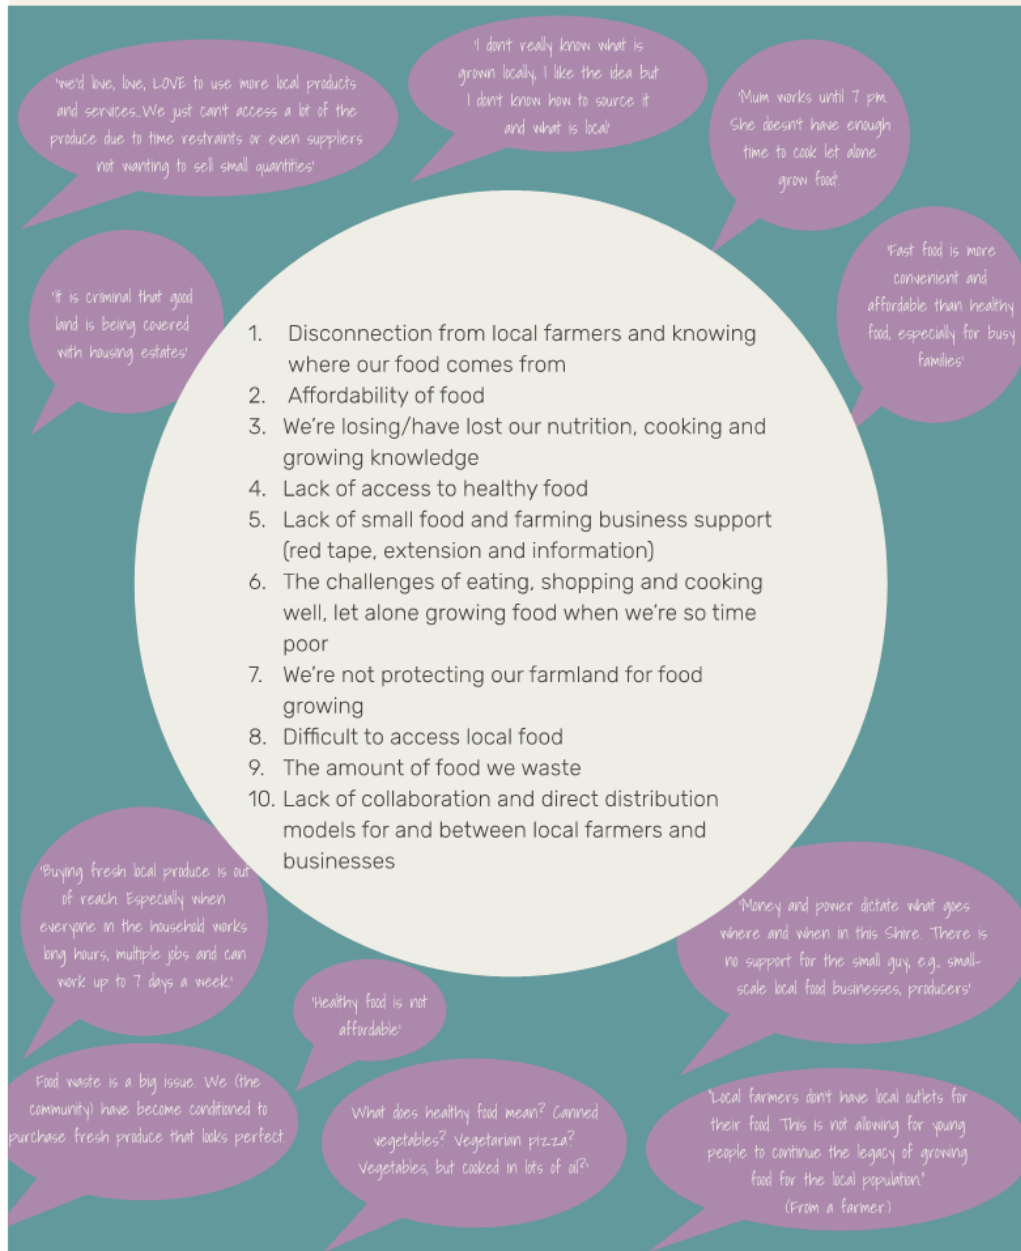 'we'd love, love, LOVE to use more local products
and services...We just can't access a lot of the
produce due to time restraints or even suppliers
not wanting to sell small quantities'
'I don't really know what is
grown locally, I like the idea but
I don't know how to source it
and what is local'
'Mum works until 7 pm.
She doesn't have enough
time to cook let alone
grow food'.
'Fast food is more
convenient and
affordable than healthy
food, especially for busy
families'
'It is criminal that good
land is being covered
with housing estates'
1. Disconnection from local farmers and knowing
where our food comes from
2. Affordability of food
3. We're losing/have lost our nutrition, cooking and
growing knowledge
4. Lack of access to healthy food
5. Lack of small food and farming business support
(red tape, extension and information)
6. The challenges of eating, shopping and cooking
well, let alone growing food when we're so time
poor
7. We're not protecting our farmland for food
growing
8. Difficult to access local food
9. The amount of food we waste
10. Lack of collaboration and direct distribution
models for and between local farmers and
businesses
'Buying fresh local produce is out
of reach. Especially when
everyone in the household works
long hours, multiple jobs and can
work up to 7 days a week.'
'Money and power dictate what goes
where and when in this Shire. There is
no support for the small guy, e.g., small-
scale local food businesses, producers'
'Healthy food is not
affordable'
Food waste is a big issue. We (the
community) have become conditioned to
purchase fresh produce that looks perfect.
What does healthy food mean? Canned
vegetables? Vegetarian pizza?
Vegetables, but cooked in lots of oil?'
"Local farmers don't have local outlets for
their food. This is not allowing for young
people to continue the legacy of growing
food for the local population."
(From a farmer.)